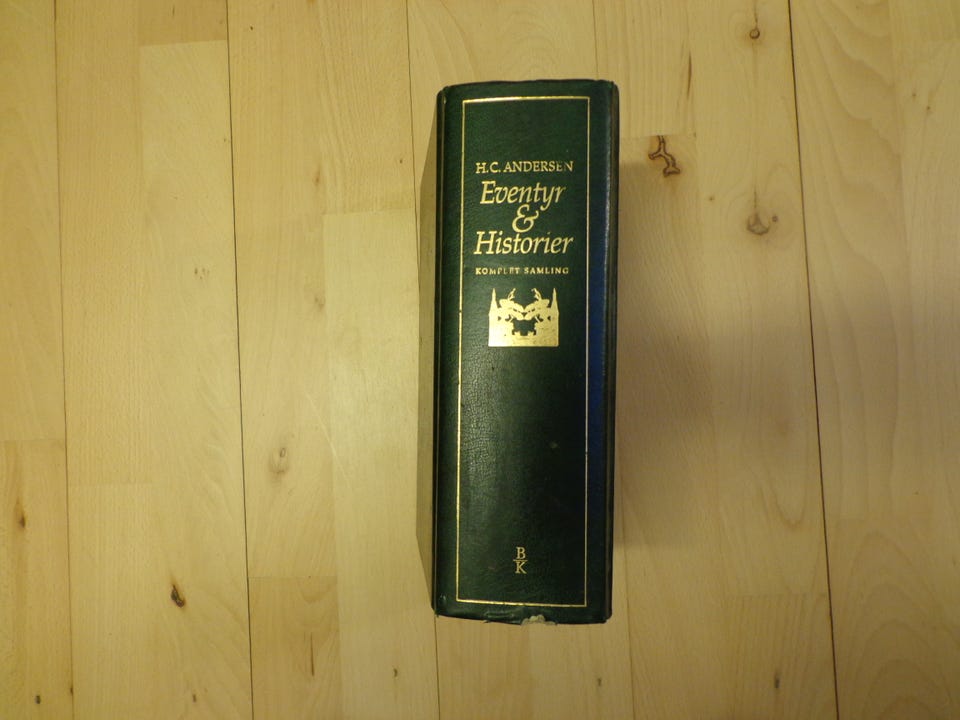 H.C. ANDERSEN
Eventyr
&
Historier
KOMPLET SAMLING
B
K